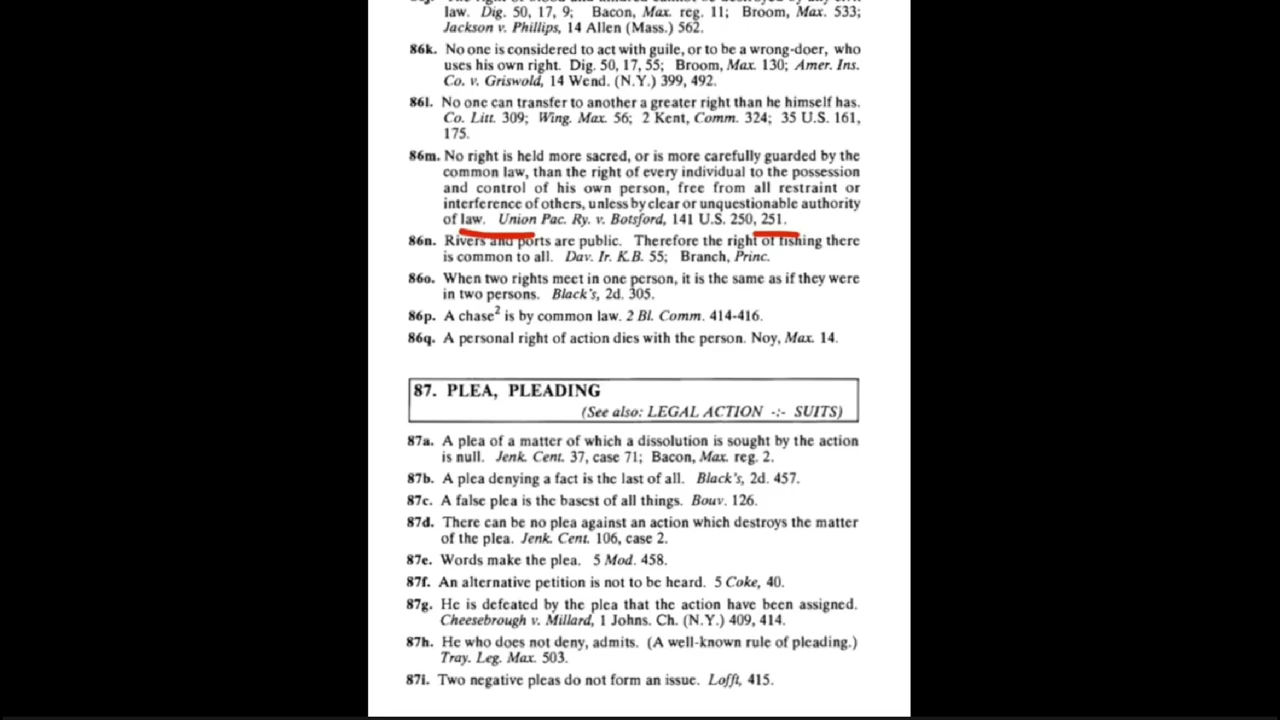 law. Dig. 50, 17, 9; Bacon, Max. reg. 11; Broom, Max. 533;
Jackson v. Phillips, 14 Allen (Mass.) 562.
86k. No one is considered to act with guile, or to be a wrong-doer, who
uses his own right. Dig. 50, 17, 55; Broom, Max. 130; Amer. Ins.
Co. v. Griswold, 14 Wend. (N.Y.) 399, 492.
86l. No one can transfer to another a greater right than he himself has.
Co. Litt. 309; Wing. Max. 56; 2 Kent, Comm. 324; 35 U.S. 161,
175.
86m. No right is held more sacred, or is more carefully guarded by the
common law, than the right of every individual to the possession
and control of his own person, free from all restraint or
interference of others, unless by clear or unquestionable authority
of law. Union Pac. Ry. v. Botsford, 141 U.S. 250, 251.
86n. Rivers and ports are public. Therefore the right of fishing there
is common to all. Dav. Ir. K.B. 55; Branch, Princ.
86o. When two rights meet in one person, it is the same as if they were
in two persons. Black's, 2d. 305.
86p. A chase² is by common law. 2 Bl. Comm. 414-416.
86q. A personal right of action dies with the person. Noy, Max. 14.
87. PLEA, PLEADING
(See also: LEGAL ACTION -:- SUITS)
87a. A plea of a matter of which a dissolution is sought by the action
is null. Jenk. Cent. 37, case 71; Bacon, Max. reg. 2.
87b. A plea denying a fact is the last of all. Black's, 2d. 457.
87c. A false plea is the basest of all things. Bouv. 126.
87d. There can be no plea against an action which destroys the matter
of the plea. Jenk. Cent. 106, case 2.
87e. Words make the plea. 5 Mod. 458.
87f. An alternative petition is not to be heard. 5 Coke, 40.
87g. He is defeated by the plea that the action have been assigned.
Cheesebrough v. Millard, 1 Johns. Ch. (N.Y.) 409, 414.
87h. He who does not deny, admits. (A well-known rule of pleading.)
Tray. Leg. Max. 503.
87i. Two negative pleas do not form an issue. Lofft, 415.